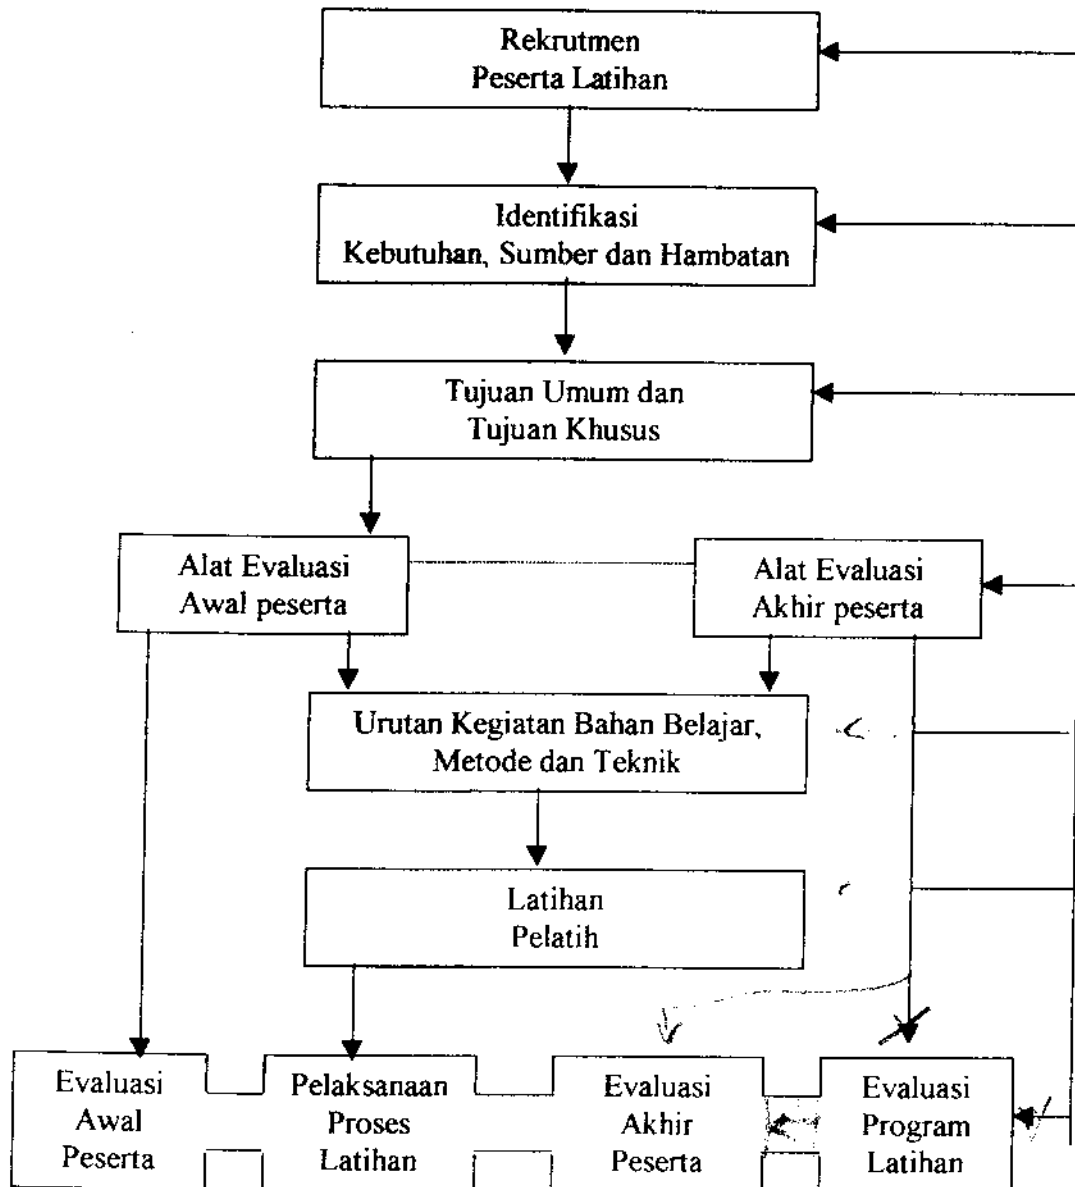 Rekrutmen
Peserta Latihan
Identifikasi
Kebutuhan, Sumber dan Hambatan
Tujuan Umum dan
Tujuan Khusus
Alat Evaluasi
Awal peserta
Alat Evaluasi
Akhir peserta
Urutan Kegiatan Bahan Belajar,
Metode dan Teknik
Latihan
Pelatih
Evaluasi
Awal
Peserta
Pelaksanaan
Proses
Latihan
Evaluasi
Akhir
Peserta
Evaluasi
Program
Latihan